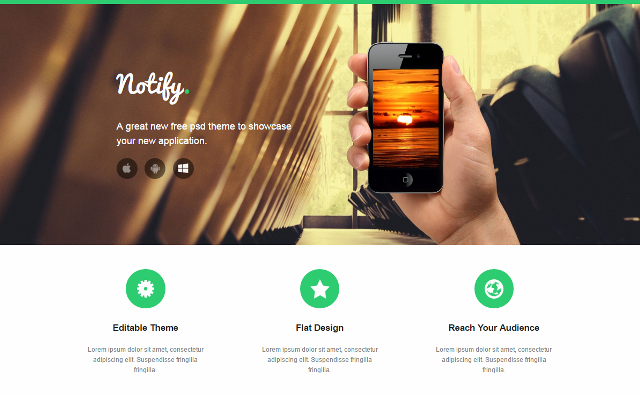 Notify.
A great new free psd theme to showcase
your new application.
Editable Theme
Flat Design
Reach Your Audience
Lorem ipsum dolor sit amet, consectetur
adipiscing elit. Suspendisse fringilla
fringilla
Lorem ipsum dolor sit amet, consectetur
adipiscing elit. Suspendisse fringilla
fringilla
Lorem ipsum dolor sit amet, consectetur
adipiscing elit. Suspendisse fringilla
fringilla